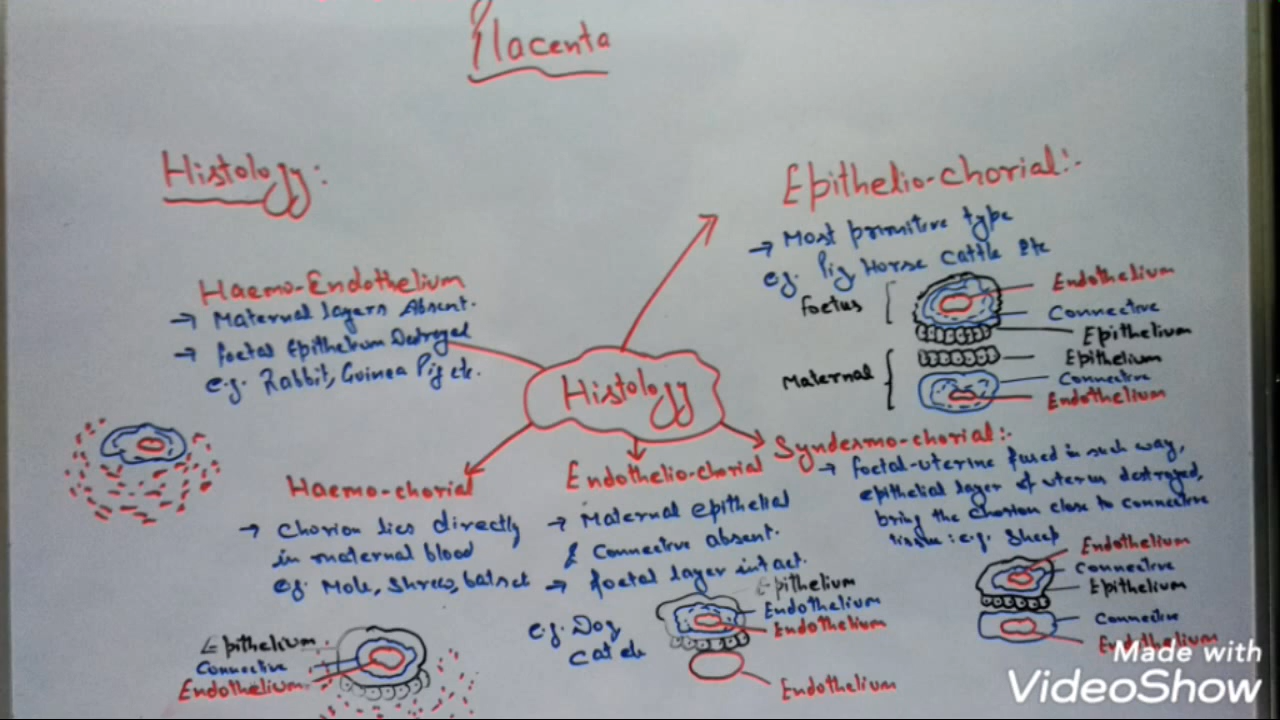 Placenta
Histology:
Haemo-Endothelium
→ Maternal layers Absent.
→ foetal Epithelium Destroyed
e.g. Rabbit, Guinea Pig etc.
Epithelio-chorial:-
→ Most primitive type
eg. Pig Horse Cattle Etc
Foetus
Endothelium
Connective
Epithelium
Maternal
Epithelium
Connective
Endothelium
Histology
Haemo-chorial
→ Chorion lies directly
in maternal blood
eg Mole, Shrew,
Epithelium
Connective
Endothelium
Endothelio-chorial
→ Maternal epithelial
& Connective absent.
→ foetal layer intact.
e.g. Dog
Cat etc
Epithelium
Endothelium
Endothelium
Endothelium
Syndesmo-chorial:-
→ foetal-uterine fused in such way,
epithelial layer of uterus destroyed,
bring the Chorion close to connective
tissue: e.g. Sheep
Endothelium
Connective
Epithelium
Connective
Endothelium
Made with
VideoShow